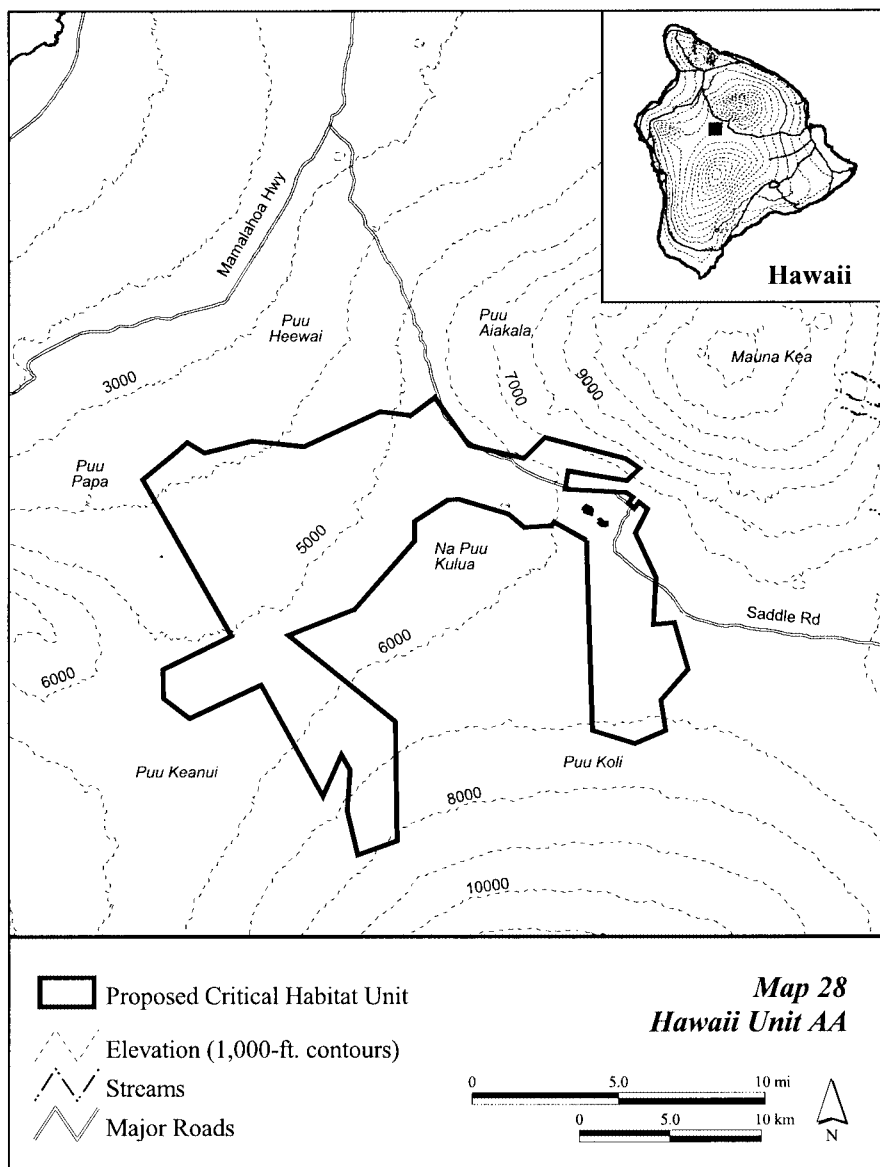 Hawaii
Mamalahoa Hwy
Puu
Heewai
Puu
Aiakala
Mauna Kea
3000
7000
9000
Puu
Papa
5000
Na Puu
Kulua
Saddle Rd
6000
6000
Puu Keanui
Puu Koli
8000
10000
Proposed Critical Habitat Unit
Elevation (1,000-ft. contours)
Streams
Major Roads
Map 28
Hawaii Unit AA
0 5.0 10 mi
0 5.0 10 km
N